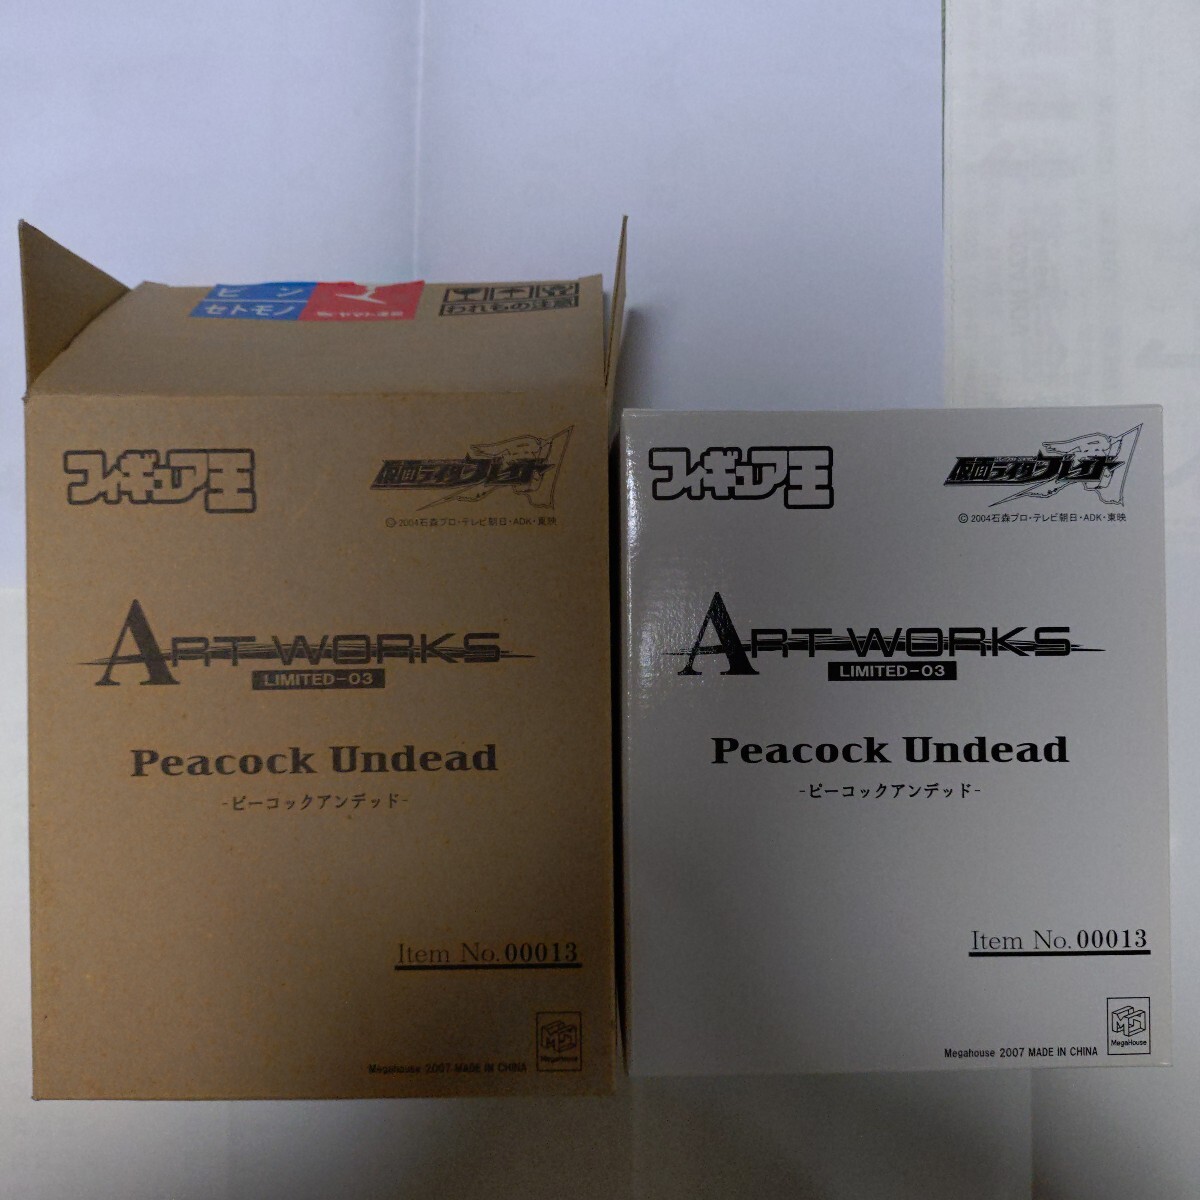 ビン
セトモノ
ヤマト運輸
われもの注意
フィギュア王
仮面ライダーブレイド
© 2004石森プロ・テレビ朝日・ADK・東映
ART WORKS
LIMITED-03
Peacock Undead
-ピーコックアンデッド-
Item No. 00013
MegaHouse
Megahouse 2007 MADE IN CHINA
フィギュア王
仮面ライダーブレイド
© 2004石森プロ・テレビ朝日・ADK・東映
ART WORKS
LIMITED-03
Peacock Undead
-ピーコックアンデッド-
Item No. 00013
MegaHouse
Megahouse 2007 MADE IN CHINA